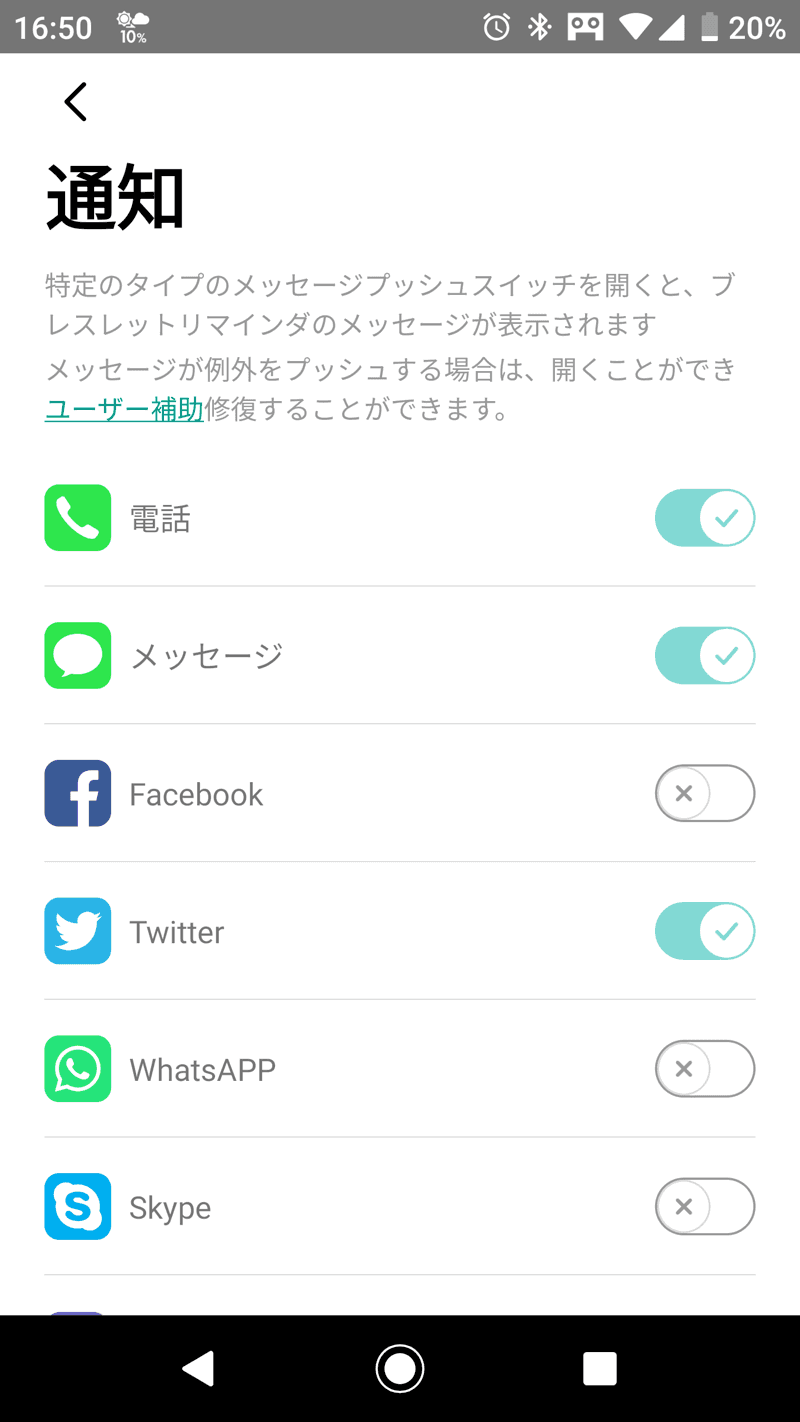 16:50 10% 20%
通知
特定のタイプのメッセージプッシュスイッチを開くと、ブ
レスレットリマインダのメッセージが表示されます
メッセージが例外をプッシュする場合は、開くことができ
ユーザー補助修復することができます。
電話
メッセージ
Facebook
Twitter
WhatsAPP
Skype